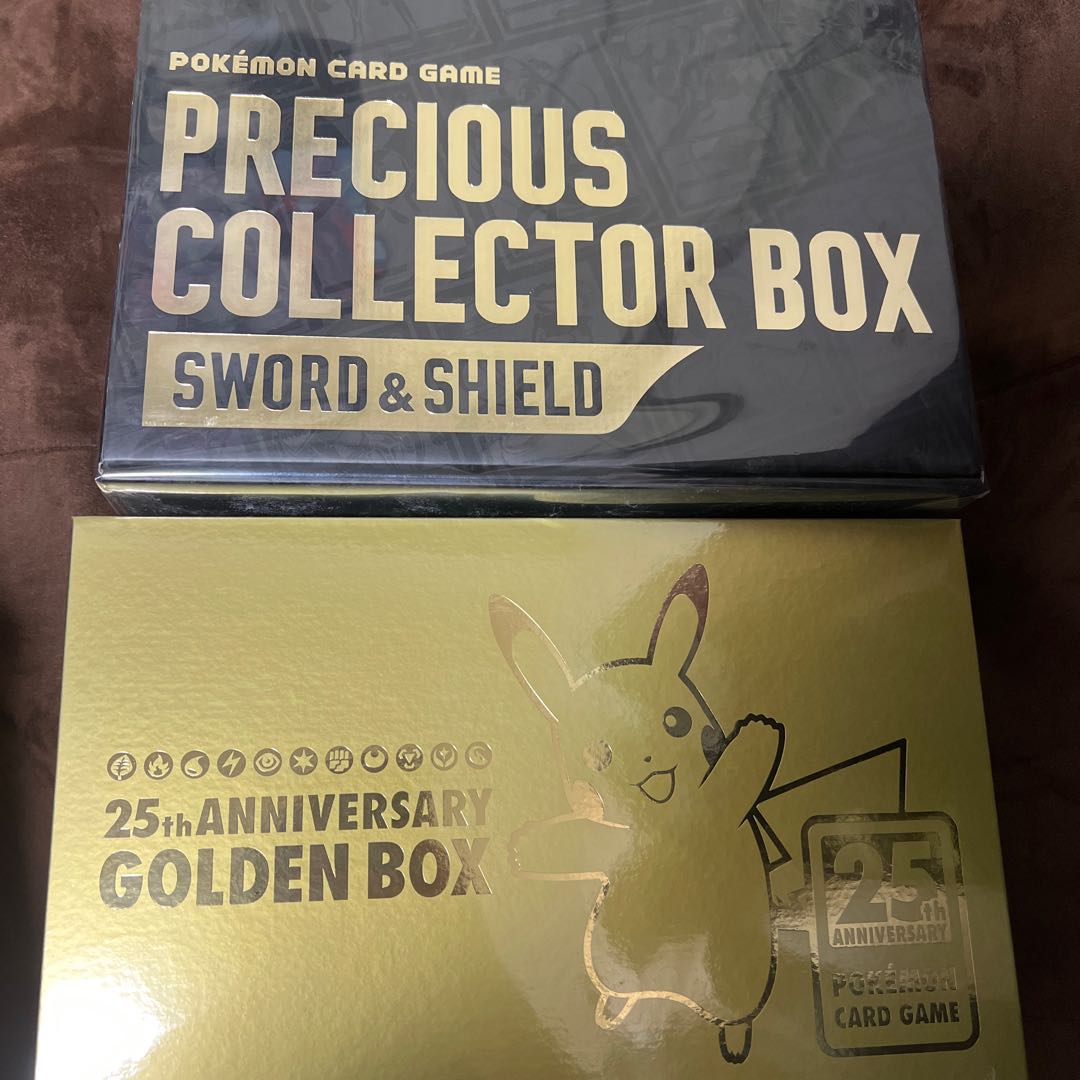 POKÉMON CARD GAME
PRECIOUS
COLLECTOR BOX
SWORD & SHIELD
25th ANNIVERSARY
GOLDEN BOX
25th
ANNIVERSARY
POKÉMON
CARD GAME